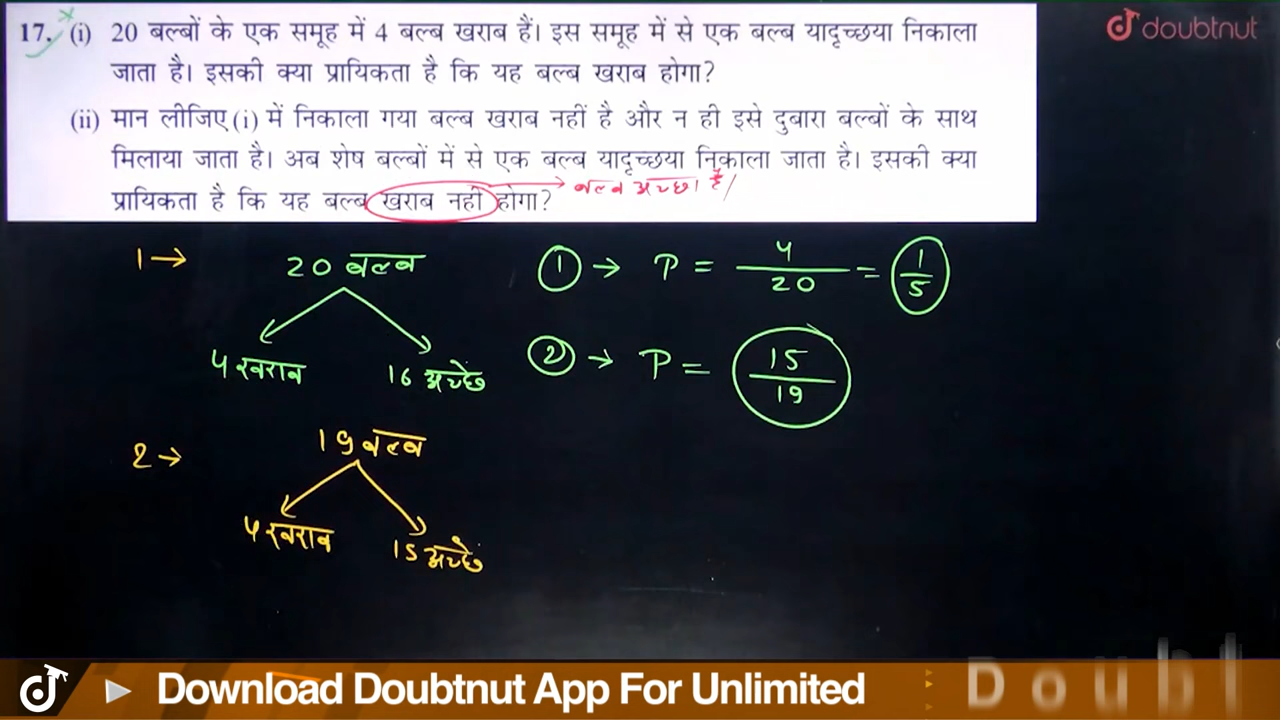 17. (i) 20 बल्बों के एक समूह में 4 बल्ब खराब हैं। इस समूह में से एक बल्ब यादृच्छया निकाला
जाता है। इसकी क्या प्रायिकता है कि यह बल्ब खराब होगा?
(ii) मान लीजिए (i) में निकाला गया बल्ब खराब नहीं है और न ही इसे दुबारा बल्बों के साथ
मिलाया जाता है। अब शेष बल्बों में से एक बल्ब यादृच्छया निकाला जाता है। इसकी क्या
प्रायिकता है कि यह बल्ब खराब नहीं होगा? → बल्ब अच्छा है/
doubtnut
1 → 20 बल्ब
4 खराब 16 अच्छे
① → P = 4/20 = 1/5
② → P = 15/19
2 → 19 बल्ब
4 खराब 15 अच्छे
Download Doubtnut App For Unlimited
D o u b t